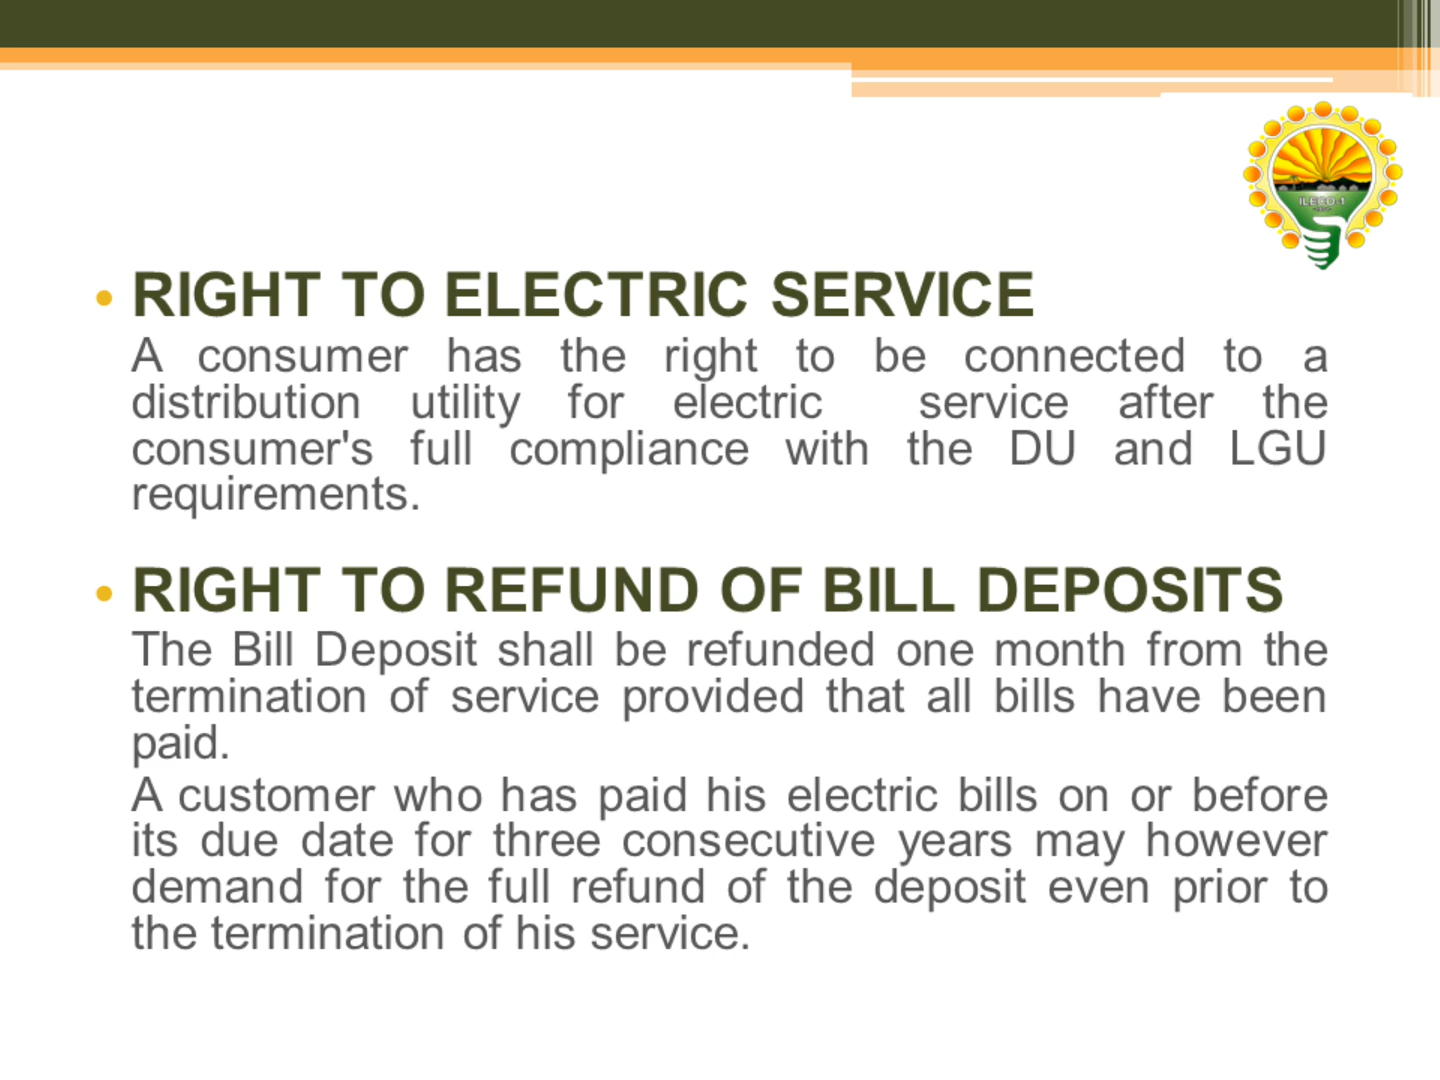 ILECO-1
• RIGHT TO ELECTRIC SERVICE
A consumer has the right to be connected to a
distribution utility for electric service after the
consumer's full compliance with the DU and LGU
requirements.
• RIGHT TO REFUND OF BILL DEPOSITS
The Bill Deposit shall be refunded one month from the
termination of service provided that all bills have been
paid.
A customer who has paid his electric bills on or before
its due date for three consecutive years may however
demand for the full refund of the deposit even prior to
the termination of his service.